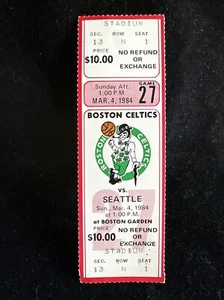 STADIUM
SEC. ROW SEAT
13 N 1
PRICE
$10.00
NO REFUND
OR
EXCHANGE
Sunday Aft.
1:00 P.M.
MAR. 4, 1984
GAME
27
BOSTON CELTICS
BOSTON
CELTICS
VS.
SEATTLE
Sun., Mar. 4, 1984
at 1:00 P.M.
at BOSTON GARDEN
PRICE
$10.00
NO REFUND
OR
EXCHANGE
STADIUM
SEC. ROW SEAT
13 N 1